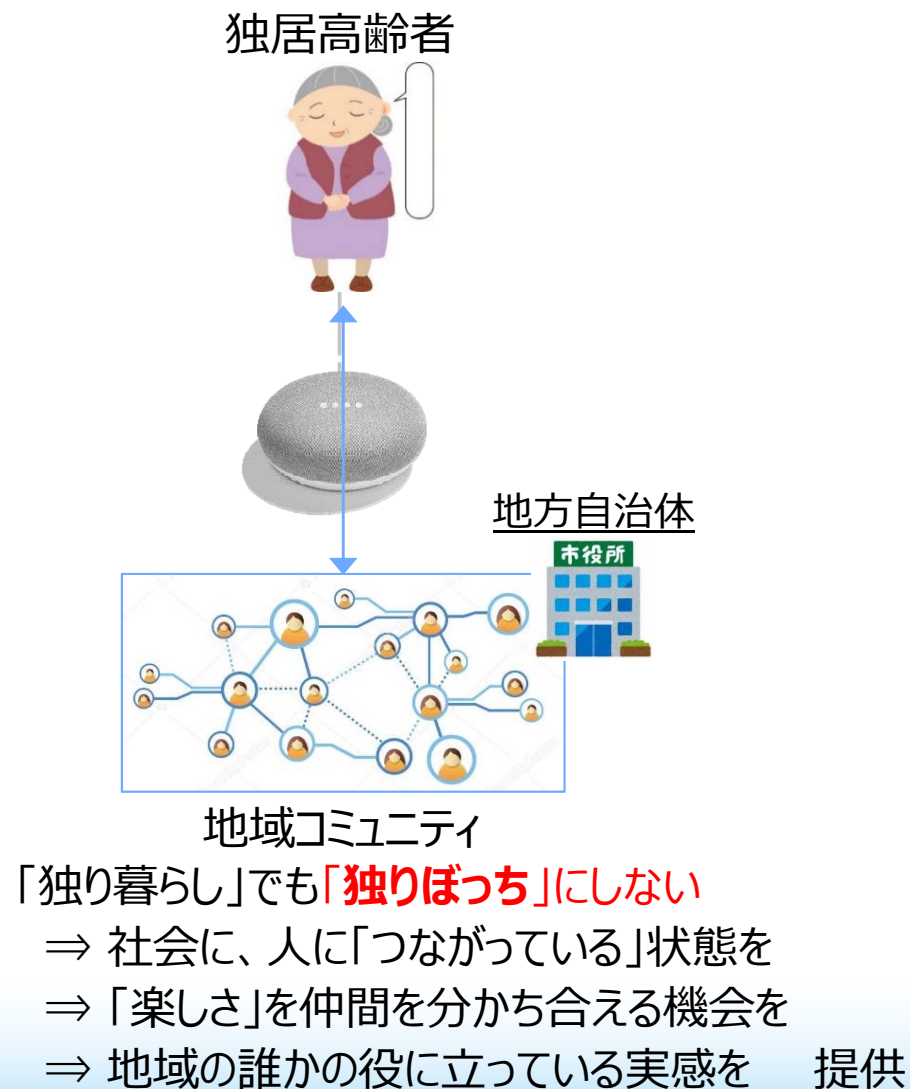 独居高齢者
地方自治体
市役所
地域コミュニティ
「独り暮らし」でも「独りぼっち」にしない
⇒ 社会に、人に「つながっている」状態を
⇒ 「楽しさ」を仲間を分かち合える機会を
⇒ 地域の誰かの役に立っている実感を　提供